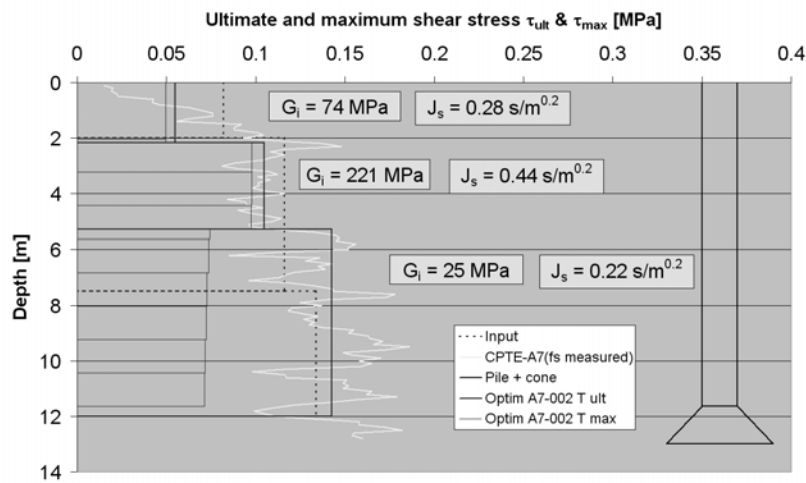 Ultimate and maximum shear stress τult & τmax [MPa]
0 0.05 0.1 0.15 0.2 0.25 0.3 0.35 0.4
0
2
4
6
8
10
12
14
Depth [m]
Gi = 74 MPa
Js = 0.28 s/m^0.2
Gi = 221 MPa
Js = 0.44 s/m^0.2
Gi = 25 MPa
Js = 0.22 s/m^0.2
Input
CPTE-A7(fs measured)
Pile + cone
Optim A7-002 T ult
Optim A7-002 T max